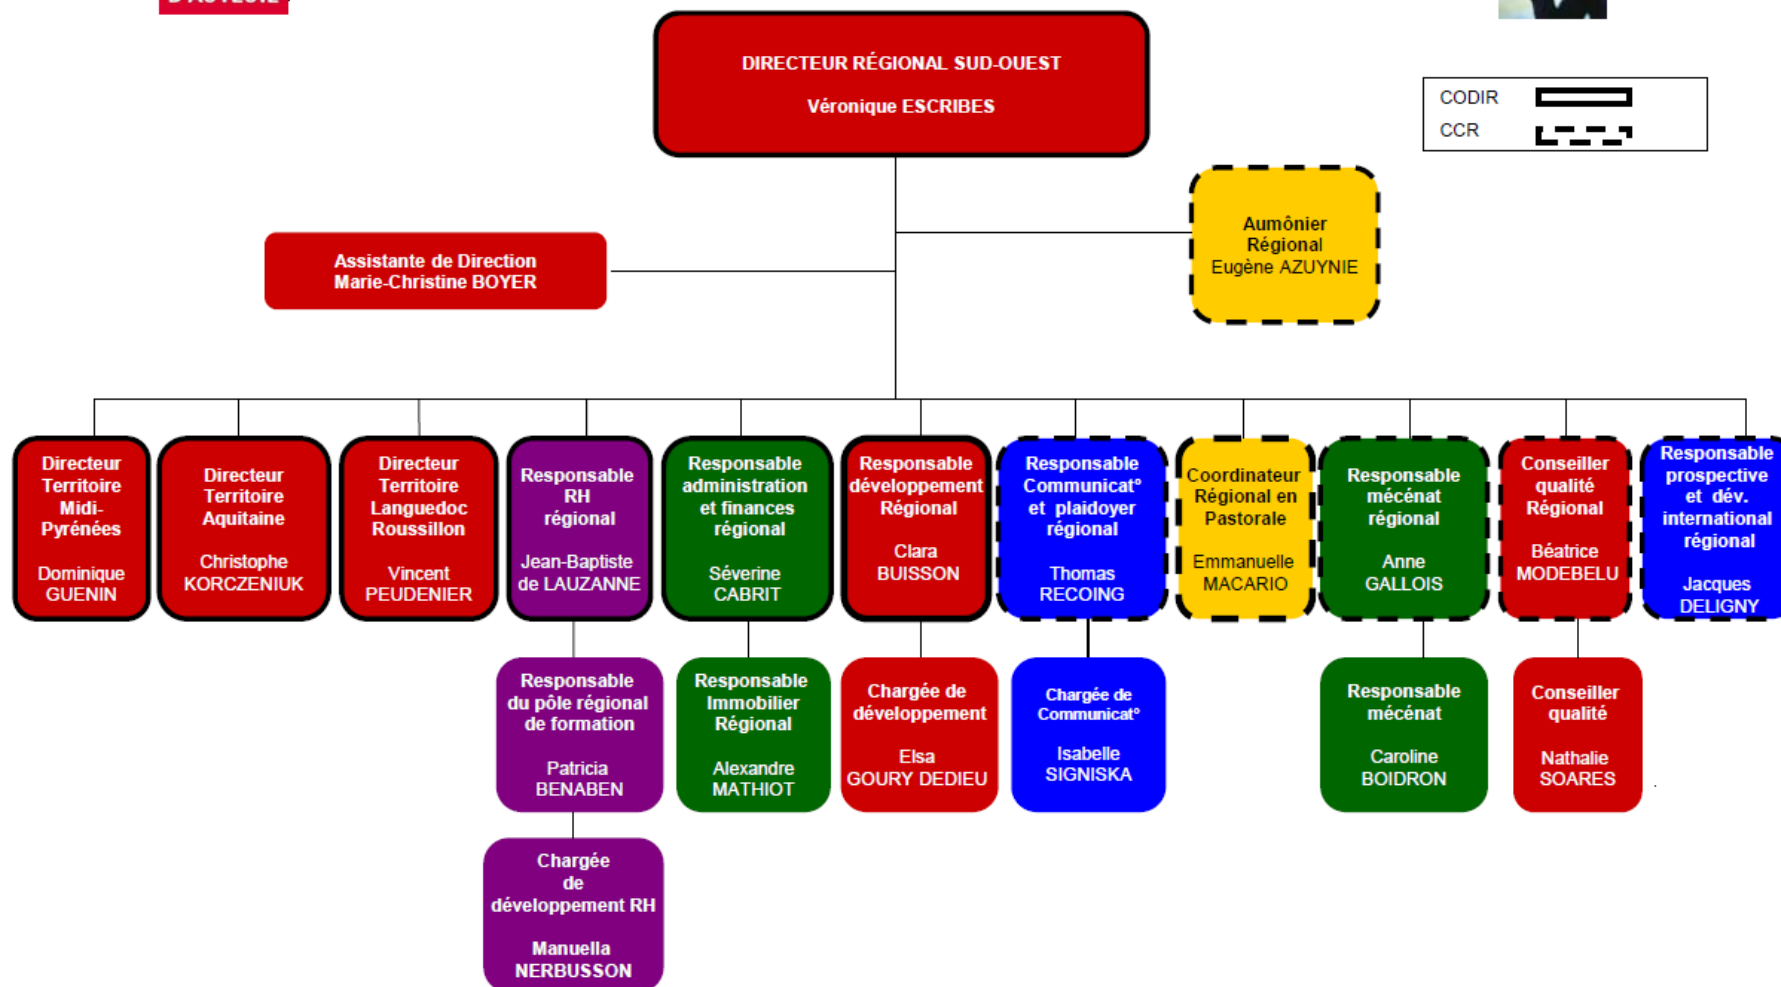 D'AUTEUIL
DIRECTEUR RÉGIONAL SUD-OUEST
Véronique ESCRIBES
CODIR
CCR
Aumônier
Régional
Eugène AZUYNIE
Assistante de Direction
Marie-Christine BOYER
Directeur
Territoire
Midi-
Pyrénées
Dominique
GUENIN
Directeur
Territoire
Aquitaine
Christophe
KORCZENIUK
Directeur
Territoire
Languedoc
Roussillon
Vincent
PEUDENIER
Responsable
RH
régional
Jean-Baptiste
de LAUZANNE
Responsable
administration
et finances
régional
Séverine
CABRIT
Responsable
développement
Régional
Clara
BUISSON
Responsable
Communicat°
et plaidoyer
régional
Thomas
RECOING
Coordinateur
Régional en
Pastorale
Emmanuelle
MACARIO
Responsable
mécénat
régional
Anne
GALLOIS
Conseiller
qualité
Régional
Béatrice
MODEBELU
Responsable
prospective
et dév.
international
régional
Jacques
DELIGNY
Responsable
du pôle régional
de formation
Patricia
BENABEN
Responsable
Immobilier
Régional
Alexandre
MATHIOT
Chargée de
développement
Elsa
GOURY DEDIEU
Chargée de
Communicat°
Isabelle
SIGNISKA
Responsable
mécénat
Caroline
BOIDRON
Conseiller
qualité
Nathalie
SOARES
Chargée
de
développement RH
Manuella
NERBUSSON